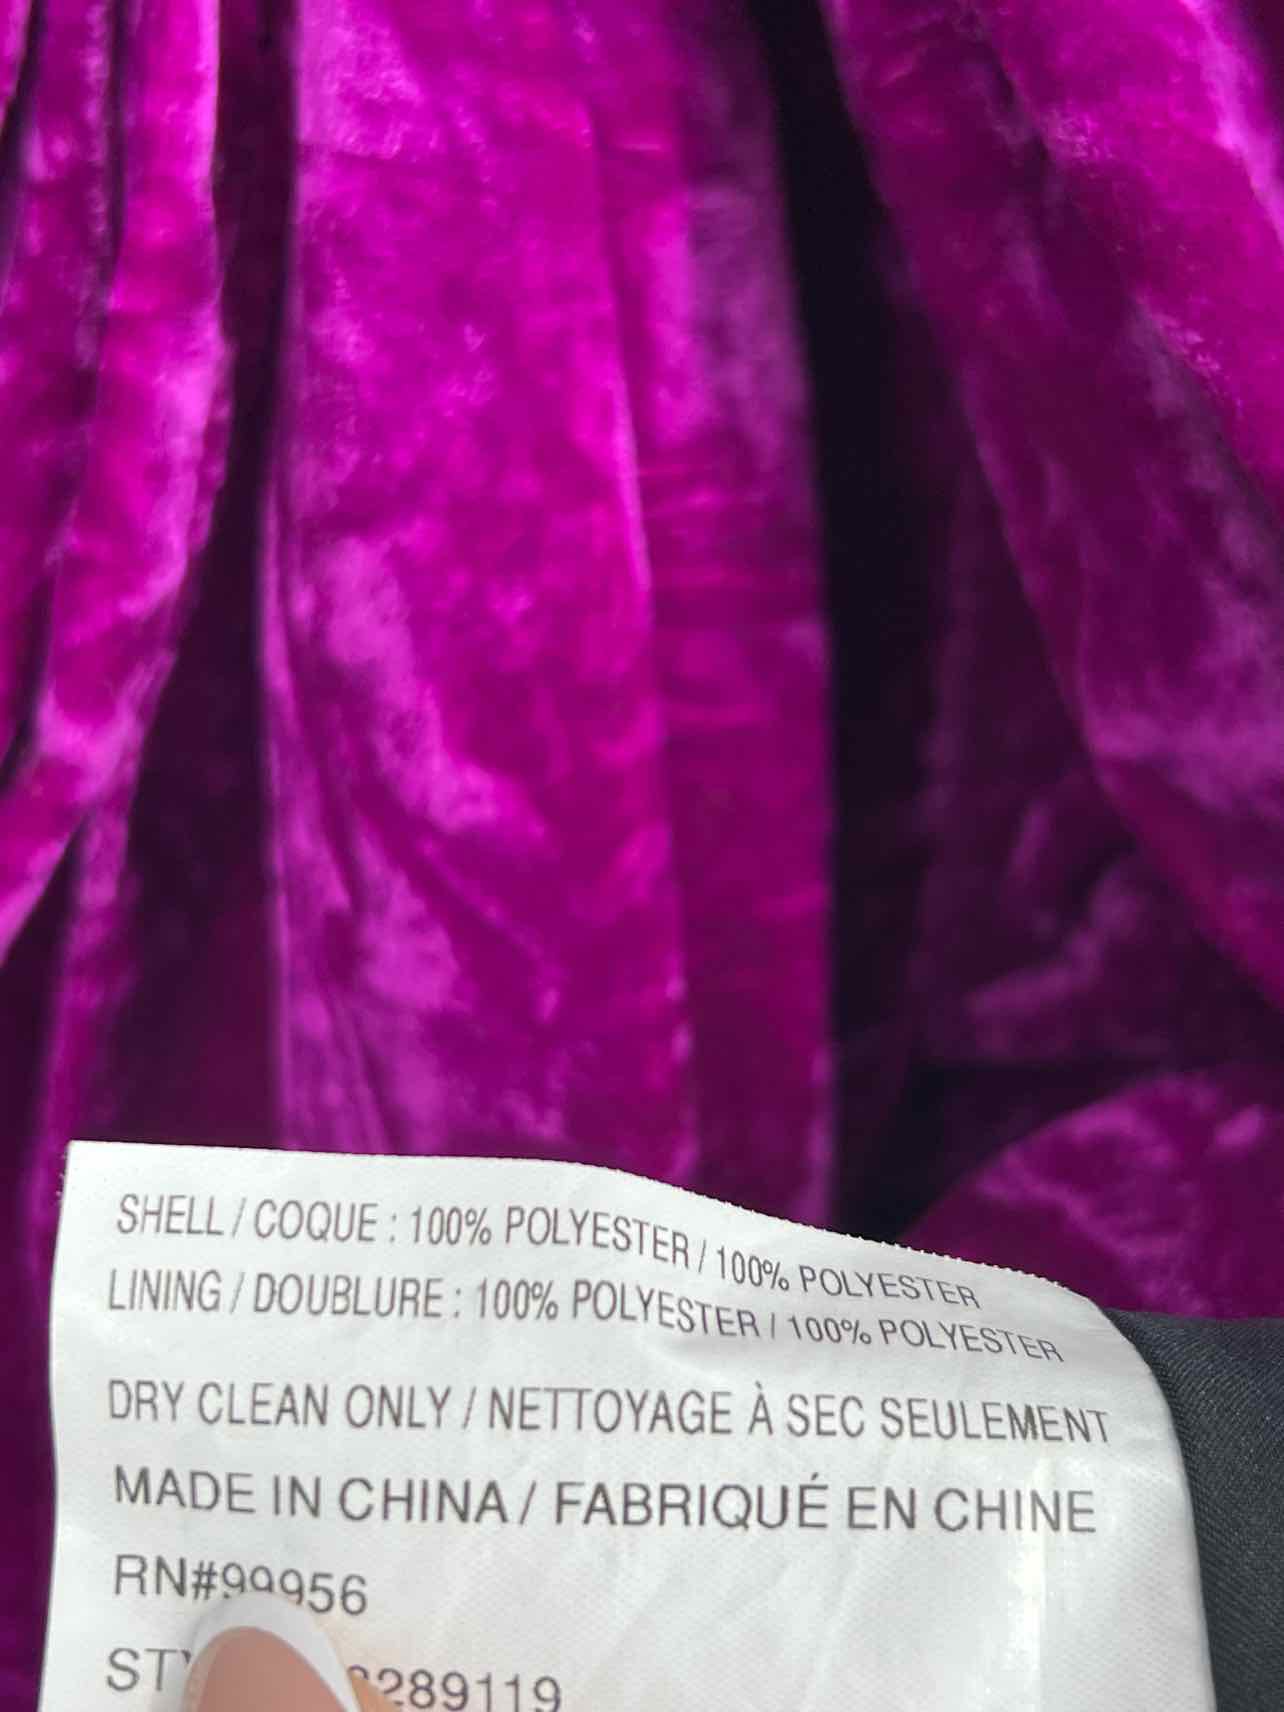 SHELL / COQUE : 100% POLYESTER / 100% POLYESTER
LINING / DOUBLURE : 100% POLYESTER / 100% POLYESTER
DRY CLEAN ONLY / NETTOYAGE À SEC SEULEMENT
MADE IN CHINA / FABRIQUÉ EN CHINE
RN#99956